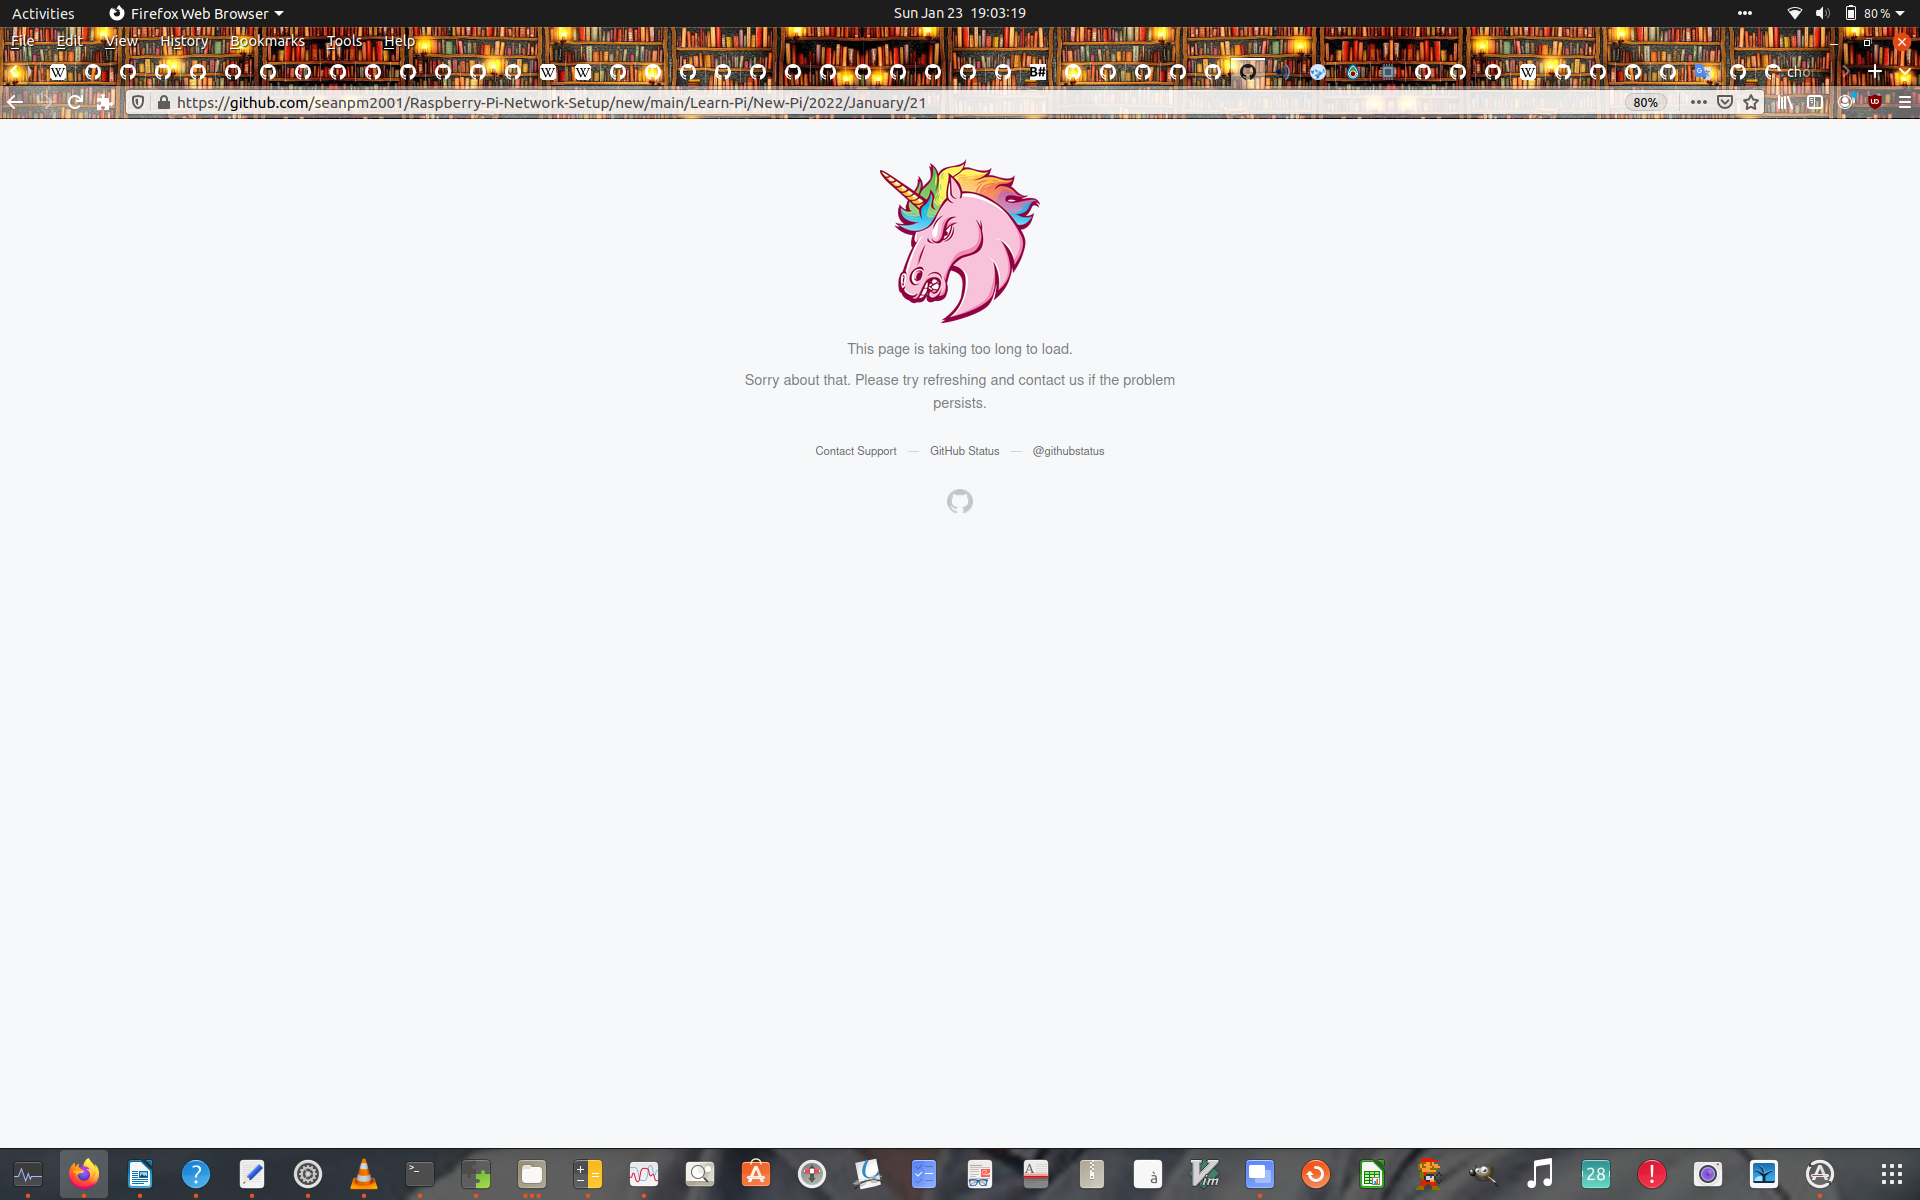 Activities
Firefox Web Browser
Sun Jan 23 19:03:19
80 %
File Edit View History Bookmarks Tools Help
W
W
W
B#
W
cho
https://github.com/seanpm2001/Raspberry-Pi-Network-Setup/new/main/Learn-Pi/New-Pi/2022/January/21
80%
This page is taking too long to load.
Sorry about that. Please try refreshing and contact us if the problem
persists.
Contact Support — GitHub Status — @githubstatus
?
>_
A
à
Vim
28
!